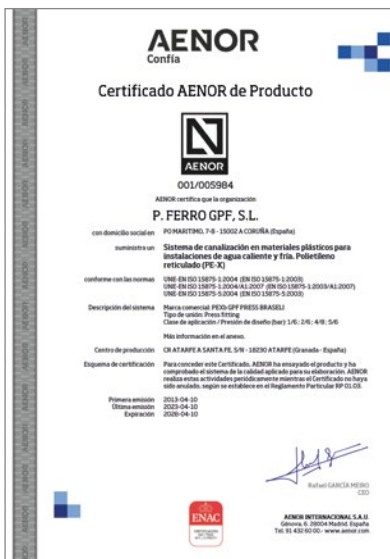 AENOR
Confía
Certificado AENOR de Producto
AENOR
001/005984
AENOR certifica que la organización
P. FERRO GPF, S.L.
con domicilio social en PO MARITIMO, 7-8 - 15002 A CORUÑA (España)
suministra un Sistema de canalización en materiales plásticos para
instalaciones de agua caliente y fría. Polietileno
reticulado (PE-X)
conforme con las normas UNE-EN ISO 15875-1:2004 (EN ISO 15875-1:2003)
UNE-EN ISO 15875-1:2004/A1:2007 (EN ISO 15875-1:2003/A1:2007)
UNE-EN ISO 15875-5:2004 (EN ISO 15875-5:2003)
Descripción del sistema Marca comercial: PEXb GPF PRESS BRASELI
Tipo de unión: Press fitting
Clase de aplicación / Presión de diseño (bar): 1/6; 2/6; 4/8; 5/6
Más información en el anexo.
Centro de producción CR ATARFE A SANTA FE, S/N - 18230 ATARFE (Granada - España)
Esquema de certificación Para conceder este Certificado, AENOR ha ensayado el producto y ha
comprobado el sistema de la calidad aplicado para su elaboración. AENOR
realiza estas actividades periódicamente mientras el Certificado no haya
sido anulado, según se establece en el Reglamento Particular RP 01.03.
Primera emisión 2013-04-10
Última emisión 2023-04-10
Expiración 2028-04-10
Rafael GARCÍA MEIRO
CEO
ENAC
AENOR INTERNACIONAL S.A.U.
Génova, 6. 28004 Madrid. España
Tel. 91 432 60 00.- www.aenor.com